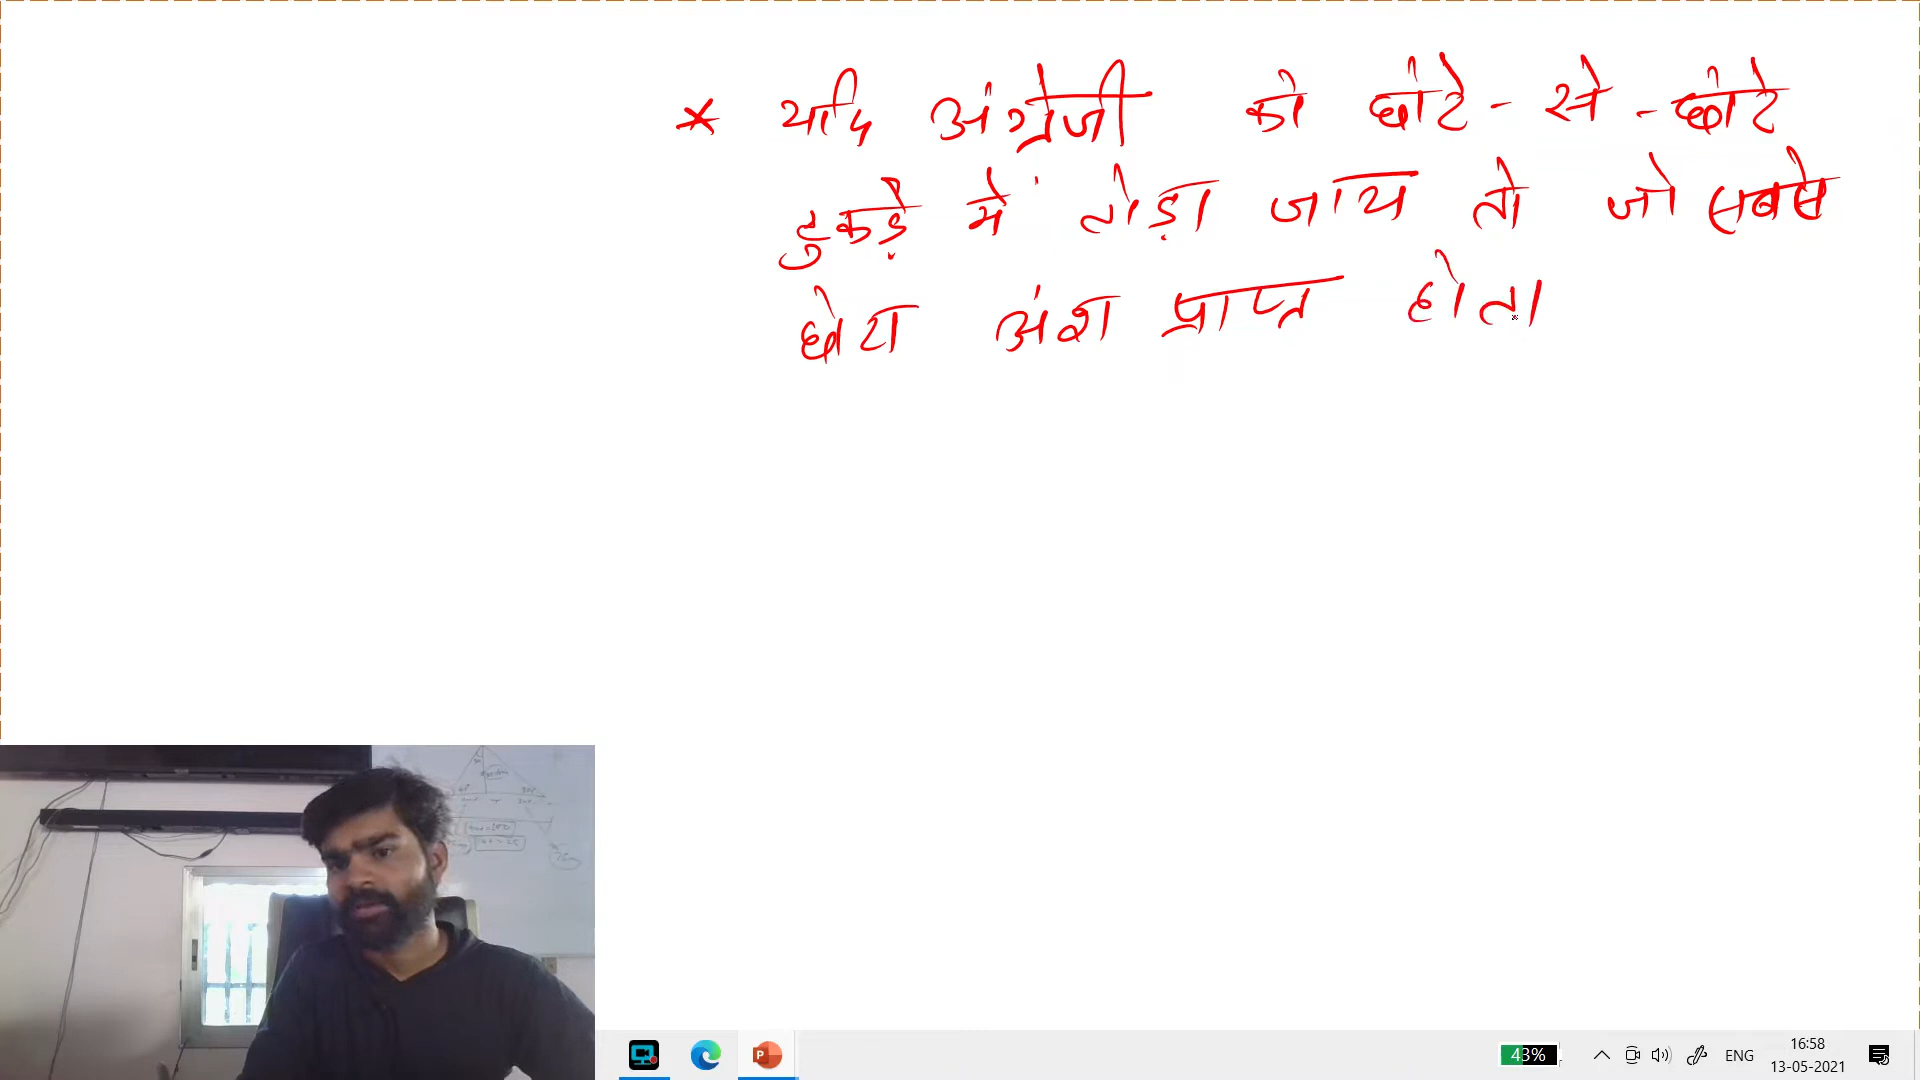 * यदि अंग्रेजी को छोटे - से - छोटे
टुकड़े में तोड़ा जाय तो जो सबसे
छोटा अंश प्राप्त होता
43%
ENG
16:58
13-05-2021